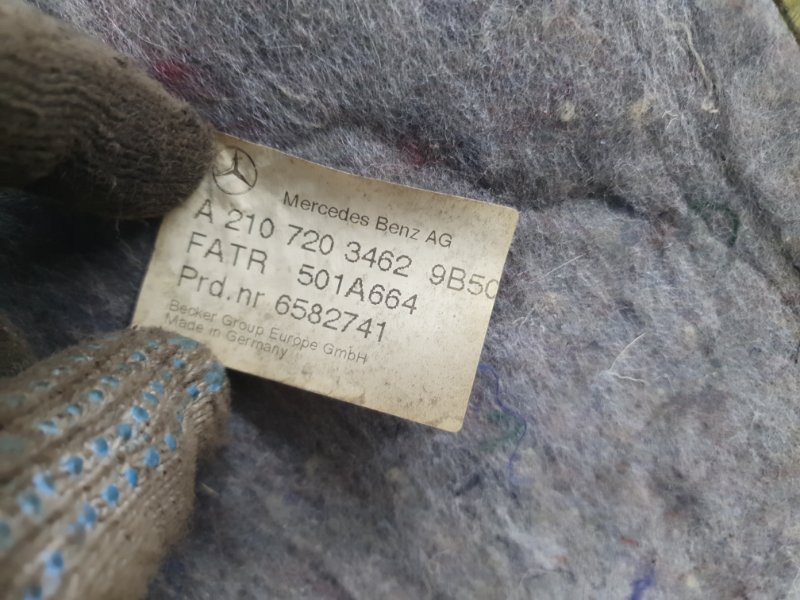 Mercedes Benz AG
A 210 720 3462 9B50
FATR 501A664
Prd.nr 6582741
Becker Group Europe GmbH
Made in Germany